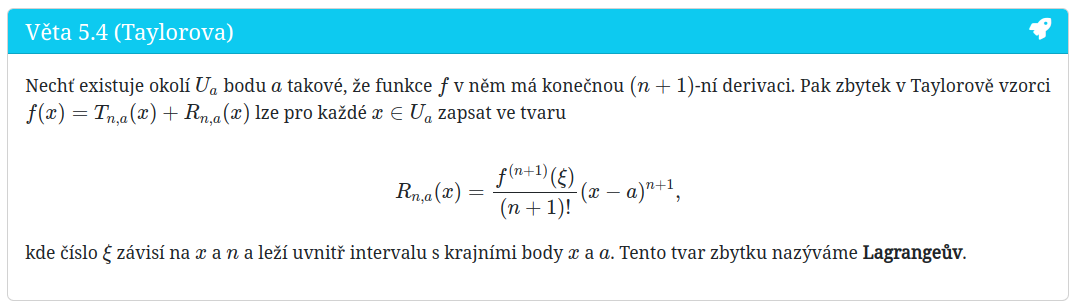 Věta 5.4 (Taylorova)
Nechť existuje okolí $U_a$ bodu $a$ takové, že funkce $f$ v něm má konečnou $(n + 1)$-ní derivaci. Pak zbytek v Taylorově vzorci
$f(x) = T_{n,a}(x) + R_{n,a}(x)$ lze pro každé $x \in U_a$ zapsat ve tvaru
$R_{n,a}(x) = \frac{f^{(n+1)}(\xi)}{(n+1)!}(x - a)^{n+1},$
kde číslo $\xi$ závisí na $x$ a $n$ a leží uvnitř intervalu s krajními body $x$ a $a$. Tento tvar zbytku nazýváme Lagrangeův.